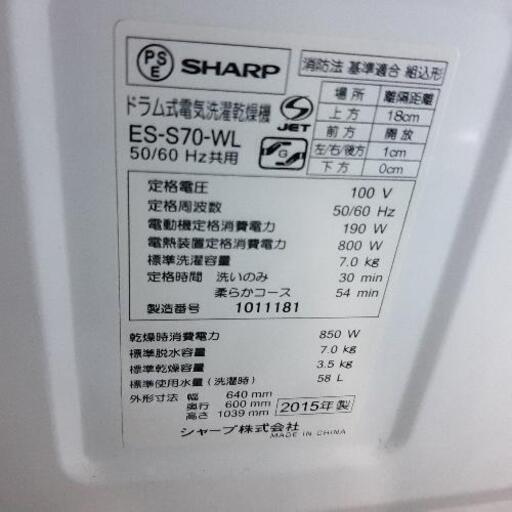 PS E SHARP
ドラム式電気洗濯乾燥機
ES-S70-WL
50/60 Hz共用
S JET
G
消防法 基準適合 組込形
場所 離隔距離
上方 18cm
前方 開放
左/右/後方 1cm
下方 0cm
定格電圧 100 V
定格周波数 50/60 Hz
電動機定格消費電力 190 W
電熱装置定格消費電力 800 W
標準洗濯容量 7.0 kg
定格時間 洗いのみ 30 min
柔らかコース 54 min
製造番号 1011181
乾燥時消費電力 850 W
標準脱水容量 7.0 kg
標準乾燥容量 3.5 kg
標準使用水量 (洗濯時) 58 L
外形寸法 幅 640 mm
奥行 600 mm
高さ 1039 mm
2015年製
シャープ株式会社
MADE IN CHINA